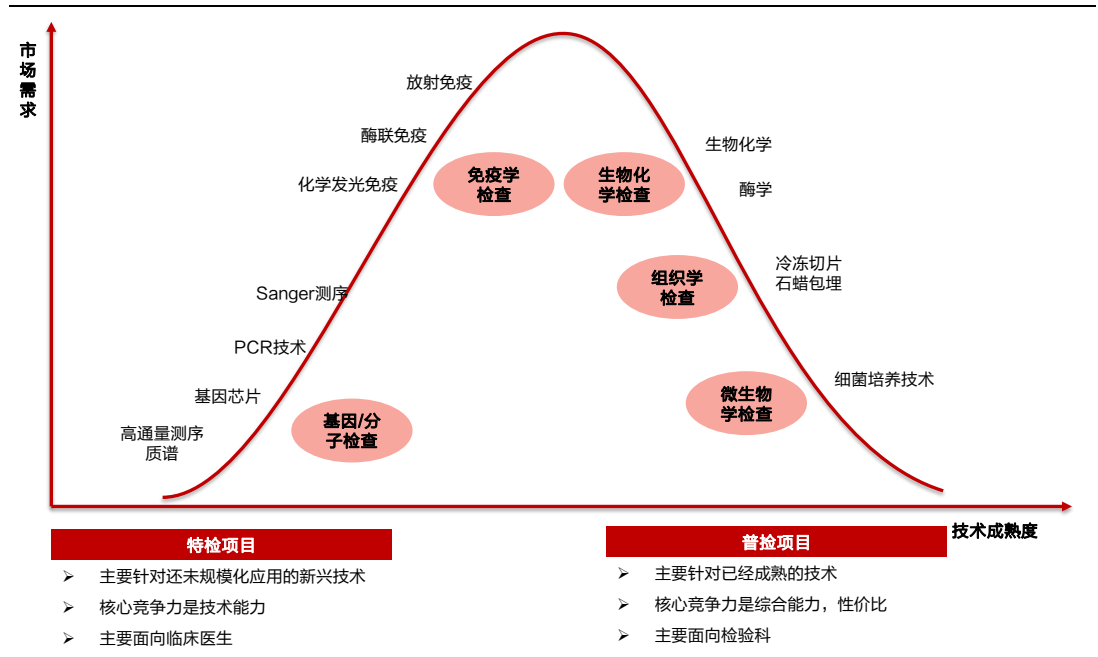 市
场
需
求
放射免疫
酶联免疫
化学发光免疫
免疫学
检查
生物化
学检查
生物化学
酶学
组织学
检查
冷冻切片
石蜡包埋
Sanger测序
PCR技术
基因芯片
高通量测序
质谱
基因/分
子检查
微生物
学检查
细菌培养技术
技术成熟度
特检项目
➢ 主要针对还未规模化应用的新兴技术
➢ 核心竞争力是技术能力
➢ 主要面向临床医生
普捡项目
➢ 主要针对已经成熟的技术
➢ 核心竞争力是综合能力，性价比
➢ 主要面向检验科